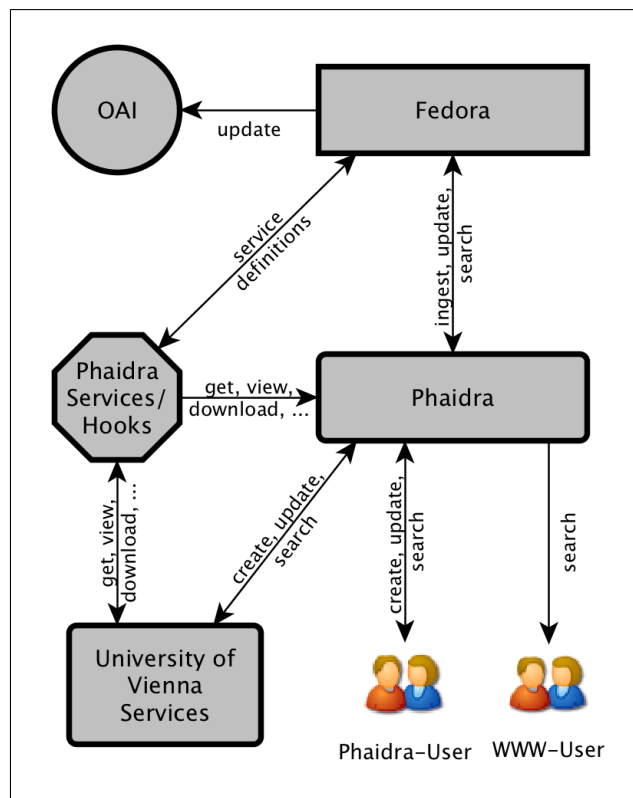 OAI
update
Fedora
service
definitions
ingest, update,
search
Phaidra
Services/
Hooks
get, view,
download, ...
Phaidra
get, view,
download, ...
create, update,
search
create, update,
search
search
University of
Vienna
Services
Phaidra-User
WWW-User